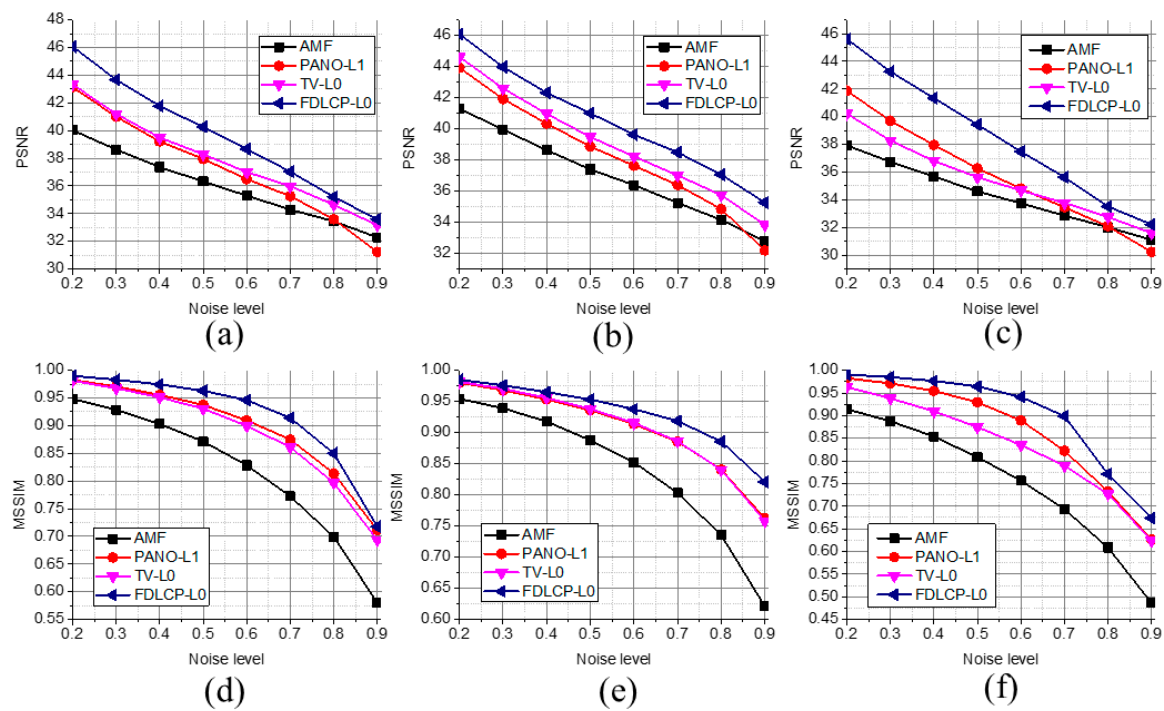 48
46
44
42
40
38
36
34
32
30
PSNR
AMF
PANO-L1
TV-L0
FDLCP-L0
0.2 0.3 0.4 0.5 0.6 0.7 0.8 0.9
Noise level
(a)
46
44
42
40
38
36
34
32
PSNR
AMF
PANO-L1
TV-L0
FDLCP-L0
0.2 0.3 0.4 0.5 0.6 0.7 0.8 0.9
Noise level
(b)
46
44
42
40
38
36
34
32
30
PSNR
AMF
PANO-L1
TV-L0
FDLCP-L0
0.2 0.3 0.4 0.5 0.6 0.7 0.8 0.9
Noise level
(c)
1.00
0.95
0.90
0.85
0.80
0.75
0.70
0.65
0.60
0.55
MSSIM
AMF
PANO-L1
TV-L0
FDLCP-L0
0.2 0.3 0.4 0.5 0.6 0.7 0.8 0.9
Noise level
(d)
1.00
0.95
0.90
0.85
0.80
0.75
0.70
0.65
0.60
MSSIM
AMF
PANO-L1
TV-L0
FDLCP-L0
0.2 0.3 0.4 0.5 0.6 0.7 0.8 0.9
Noise level
(e)
1.00
0.95
0.90
0.85
0.80
0.75
0.70
0.65
0.60
0.55
0.50
0.45
MSSIM
AMF
PANO-L1
TV-L0
FDLCP-L0
0.2 0.3 0.4 0.5 0.6 0.7 0.8 0.9
Noise level
(f)